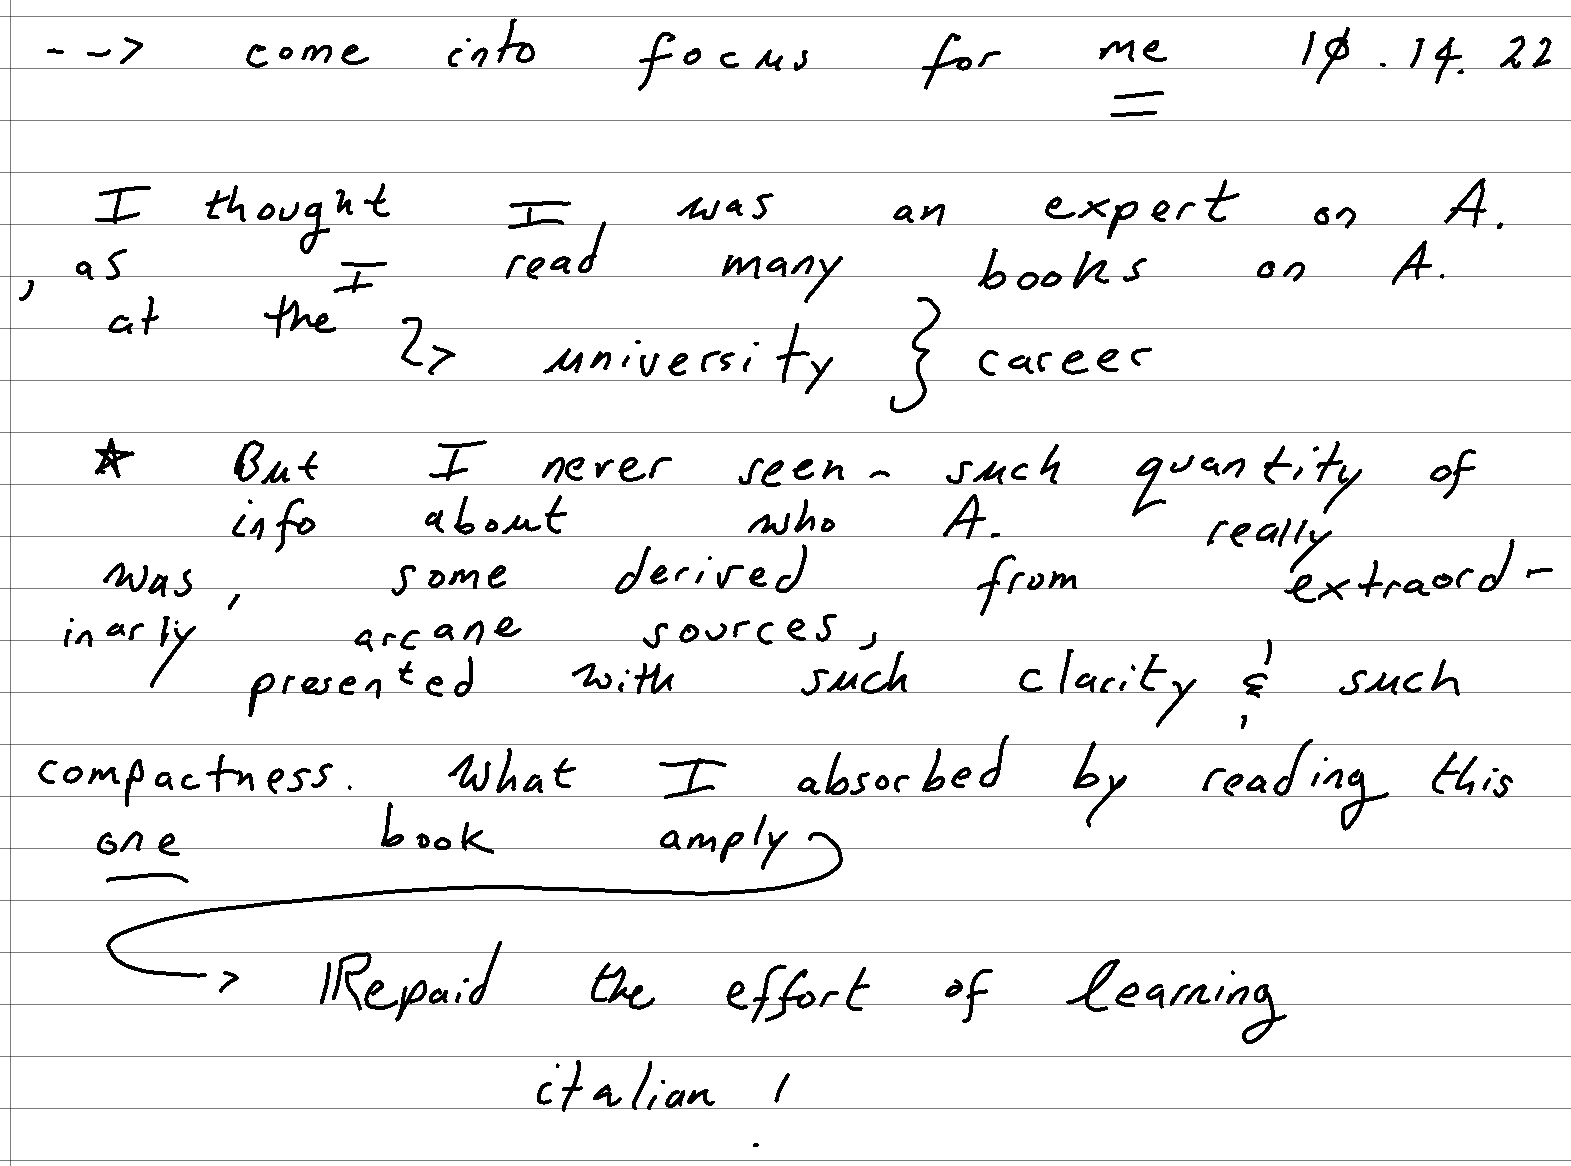 --> come into focus for me 10.14.22
I thought I was an expert on A.
, as I read many books on A.
at the
> university } career
★ But I never seen - such quantity of
info about who A. really
was, some derived from extraord-
inarly arcane sources,
presented with such clarity & such
compactness. What I absorbed by reading this
one book amply
> Repaid the effort of learning
italian !